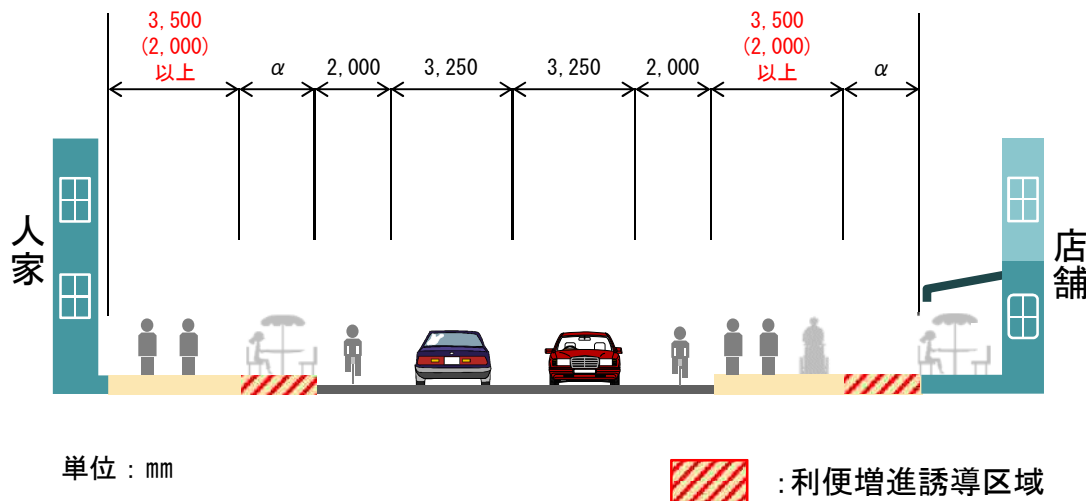 3,500
(2,000)
以上
α
2,000
3,250
3,250
2,000
3,500
(2,000)
以上
α
人家
店舗
単位：㎜
：利便増進誘導区域